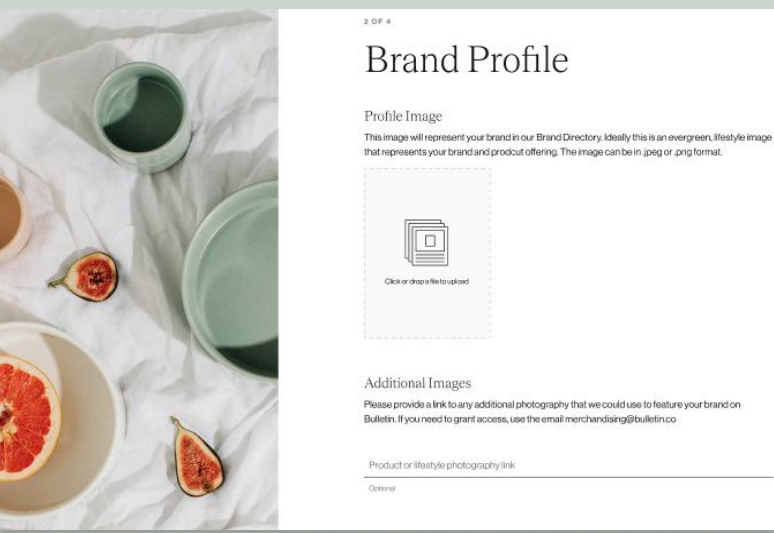 2 OF 4
Brand Profile
Profile Image
This image will represent your brand in our Brand Directory. Ideally this is an evergreen, lifestyle image
that represents your brand and prodcut offering. The image can be in .jpeg or .png format.
Click or drop a file to upload
Additional Images
Please provide a link to any additional photography that we could use to feature your brand on
Bulletin. If you need to grant access, use the email merchandising@bulletin.co
Product or lifestyle photography link
Optional